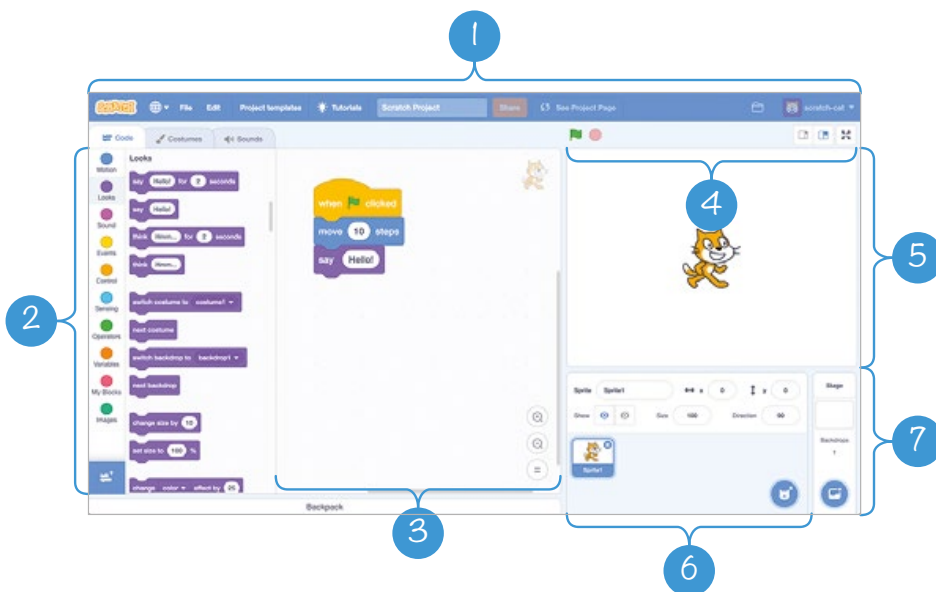 1
SCRATCH File Edit Project templates Tutorials Scratch Project Share See Project Page scratch-cat
Code Costumes Sounds
4
5
2
Motion
Looks
Sound
Events
Control
Sensing
Operators
Variables
My Blocks
Images
Looks
say Hello! for 2 seconds
say Hello!
think Hmm... for 2 seconds
think Hmm...
switch costume to costume1
next costume
switch backdrop to backdrop1
next backdrop
change size by 10
set size to 100 %
change color effect by 25
when clicked
move 10 steps
say Hello!
=
Sprite Sprite1 x 0 y 0
Show Size 100 Direction 90
Sprite1
Stage
Backdrops
1
7
Backpack
3
6